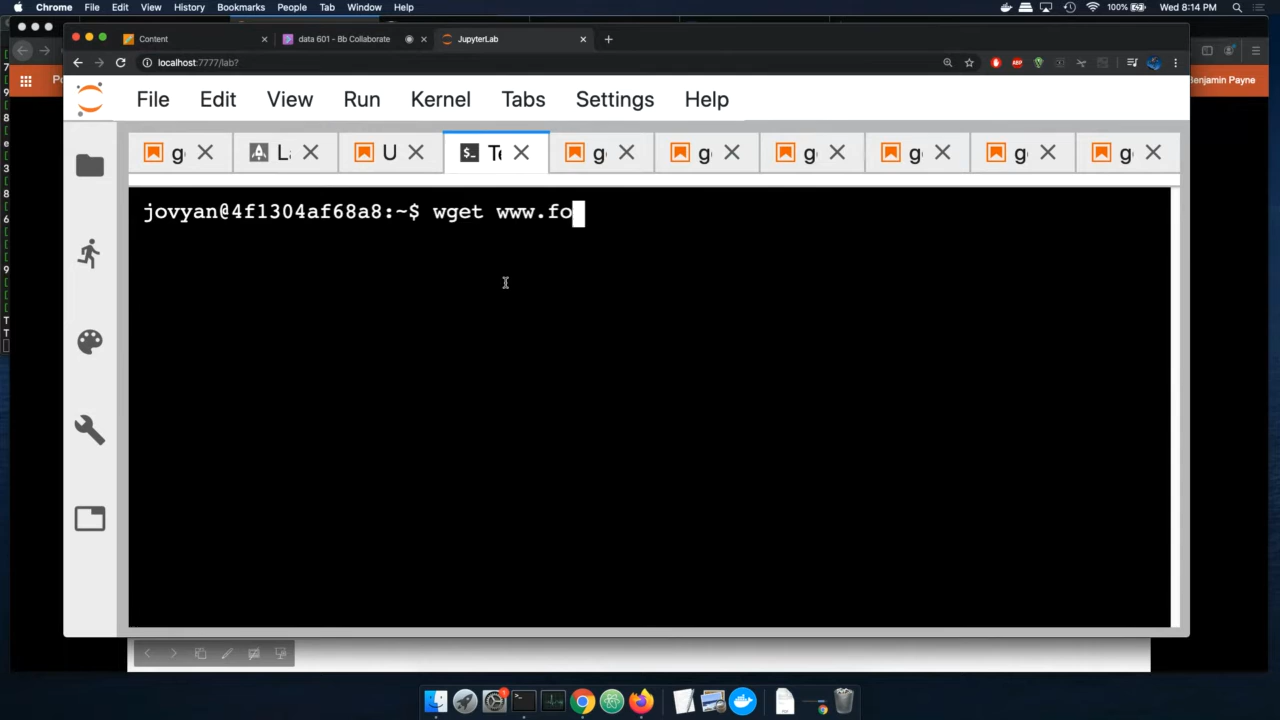 Chrome File Edit View History Bookmarks People Tab Window Help 100% Wed 8:14 PM
Content data 601 - Bb Collaborate JupyterLab
localhost:7777/lab?
Benjamin Payne
File Edit View Run Kernel Tabs Settings Help
g U g g g g g g
jovyan@4f1304af68a8:~$ wget www.fo